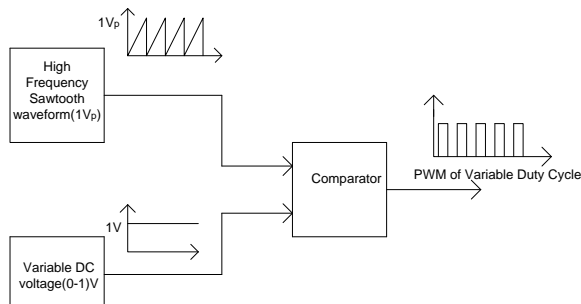 1Vp
High
Frequency
Sawtooth
waveform(1Vp)
Comparator
PWM of Variable Duty Cycle
1V
Variable DC
voltage(0-1)V